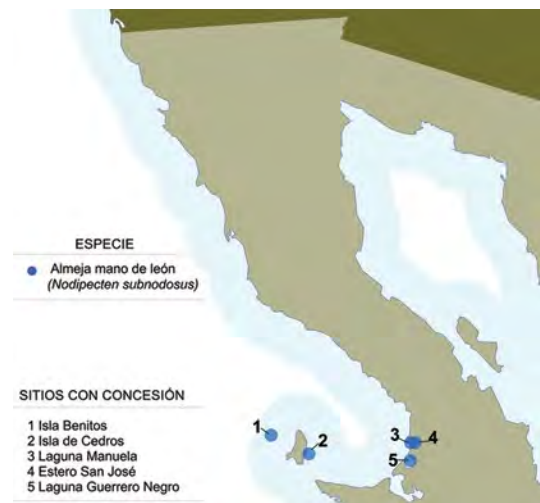 ESPECIE
Almeja mano de león
(Nodipecten subnodosus)
SITIOS CON CONCESIÓN
1 Isla Benitos
2 Isla de Cedros
3 Laguna Manuela
4 Estero San José
5 Laguna Guerrero Negro
1
2
3
4
5